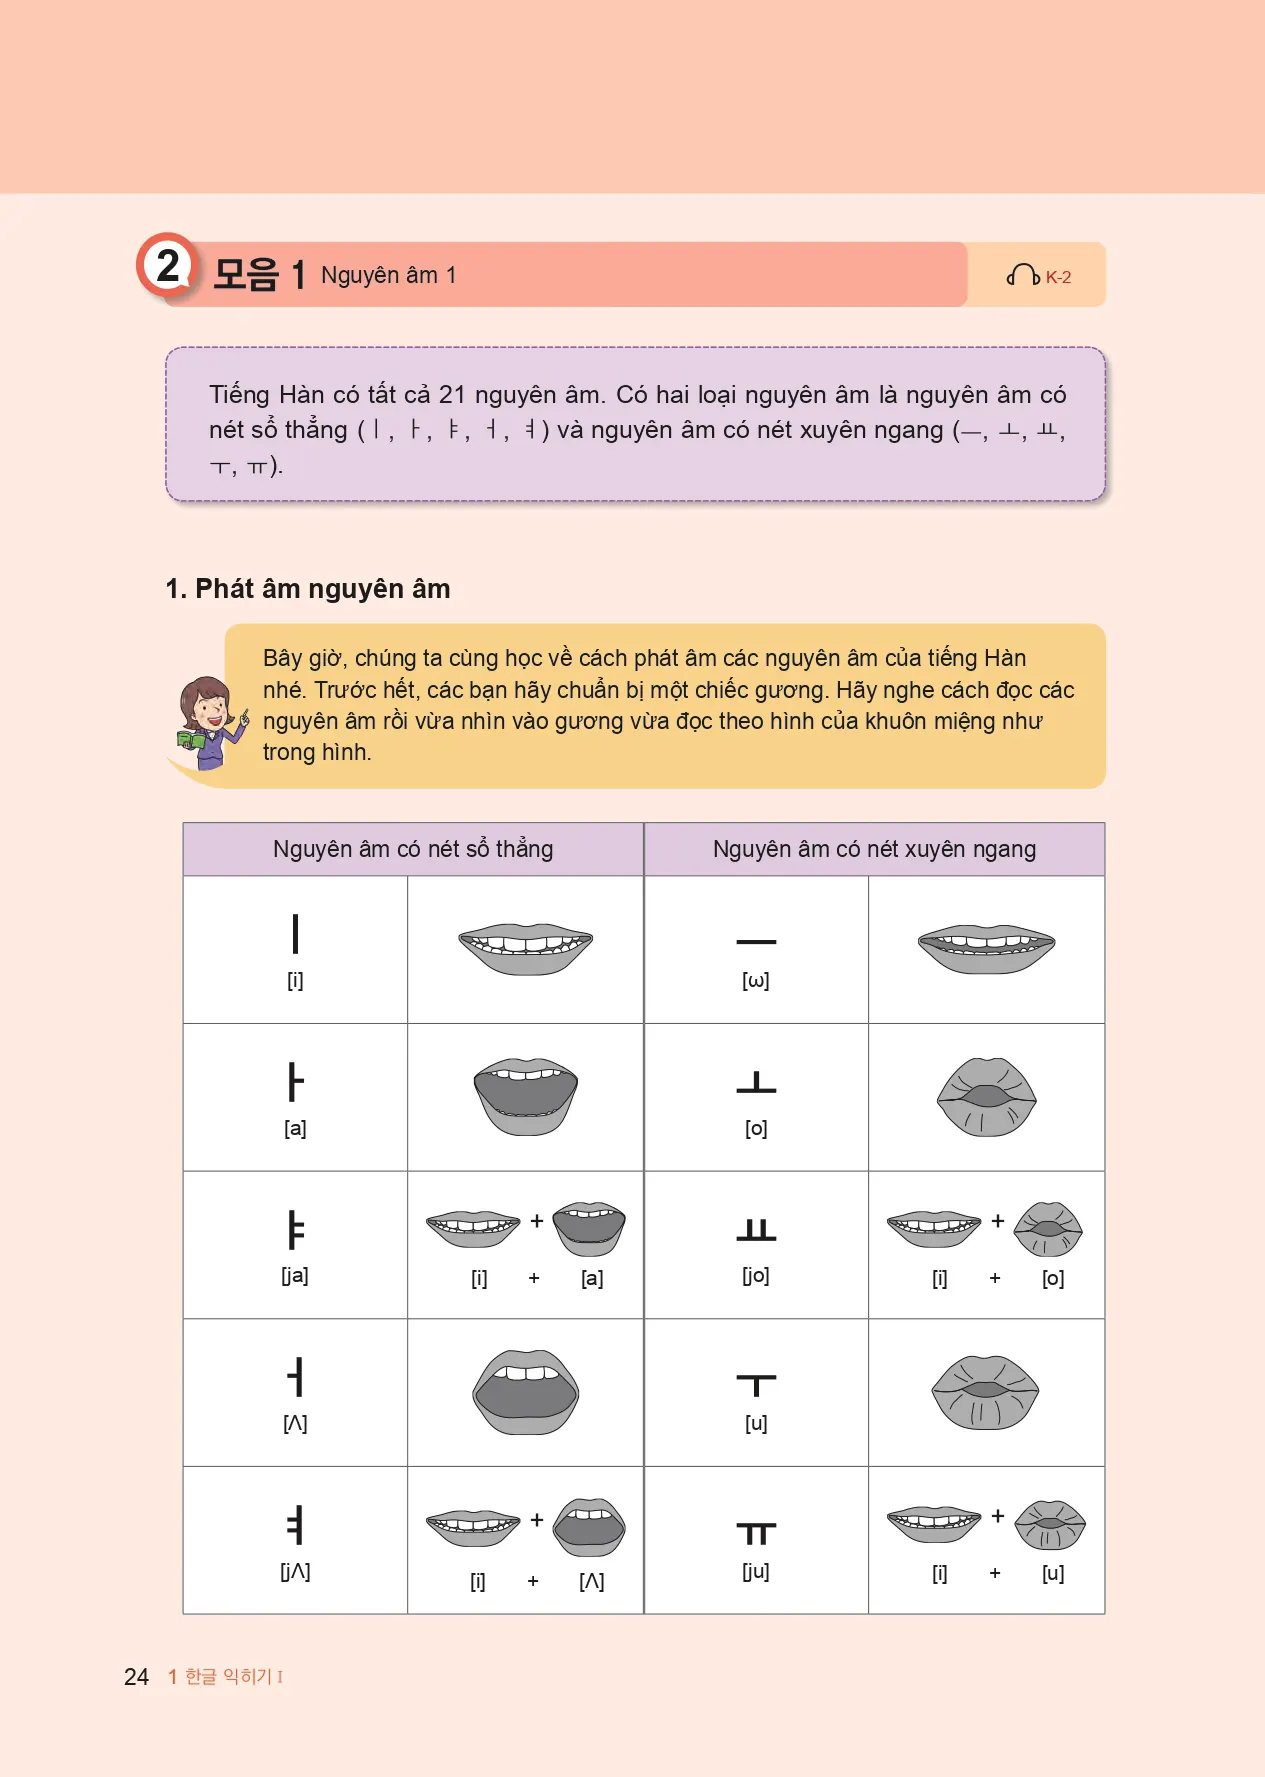 2 모음 1 Nguyên âm 1 K-2
Tiếng Hàn có tất cả 21 nguyên âm. Có hai loại nguyên âm là nguyên âm có
nét sổ thẳng (ㅣ, ㅏ, ㅑ, ㅓ, ㅕ) và nguyên âm có nét xuyên ngang (ㅡ, ㅗ, ㅛ,
ㅜ, ㅠ).
1. Phát âm nguyên âm
Bây giờ, chúng ta cùng học về cách phát âm các nguyên âm của tiếng Hàn
nhé. Trước hết, các bạn hãy chuẩn bị một chiếc gương. Hãy nghe cách đọc các
nguyên âm rồi vừa nhìn vào gương vừa đọc theo hình của khuôn miệng như
trong hình.
Nguyên âm có nét sổ thẳng Nguyên âm có nét xuyên ngang
ㅣ ㅡ
[i] [ω]
ㅏ ㅗ
[a] [o]
ㅑ + ㅛ +
[ja] [i] + [a] [jo] [i] + [o]
ㅓ ㅜ
[Λ] [u]
ㅕ + ㅠ +
[jΛ] [i] + [Λ] [ju] [i] + [u]
24 1 한글 익히기 I